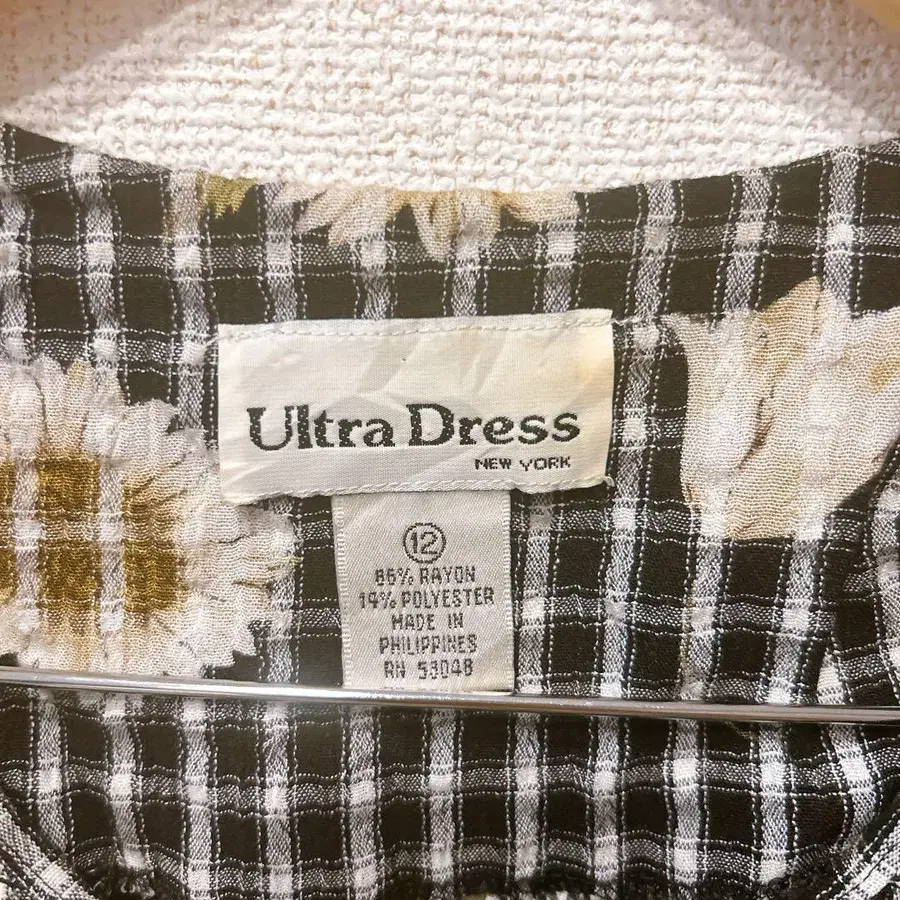 Ultra Dress
NEW YORK
12
86% RAYON
14% POLYESTER
MADE IN
PHILIPPINES
RN 53048